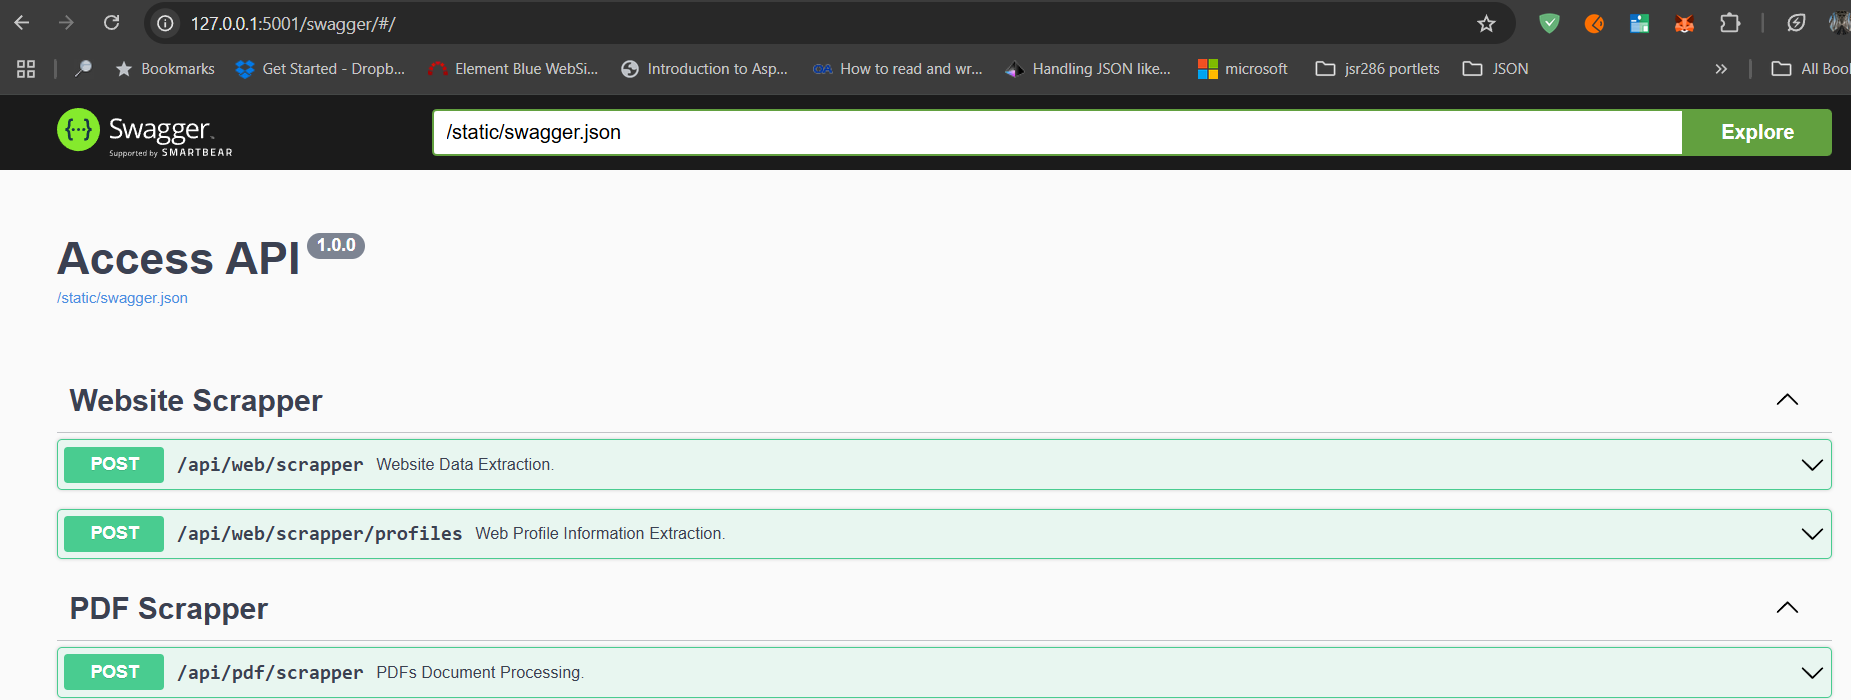 127.0.0.1:5001/swagger/#/
Bookmarks Get Started - Dropb... Element Blue WebSi... Introduction to Asp... How to read and wr... Handling JSON like... microsoft jsr286 portlets JSON » All Bool
Swagger
Supported by SMARTBEAR
/static/swagger.json
Explore
Access API 1.0.0
/static/swagger.json
Website Scrapper
POST /api/web/scrapper Website Data Extraction.
POST /api/web/scrapper/profiles Web Profile Information Extraction.
PDF Scrapper
POST /api/pdf/scrapper PDFs Document Processing.